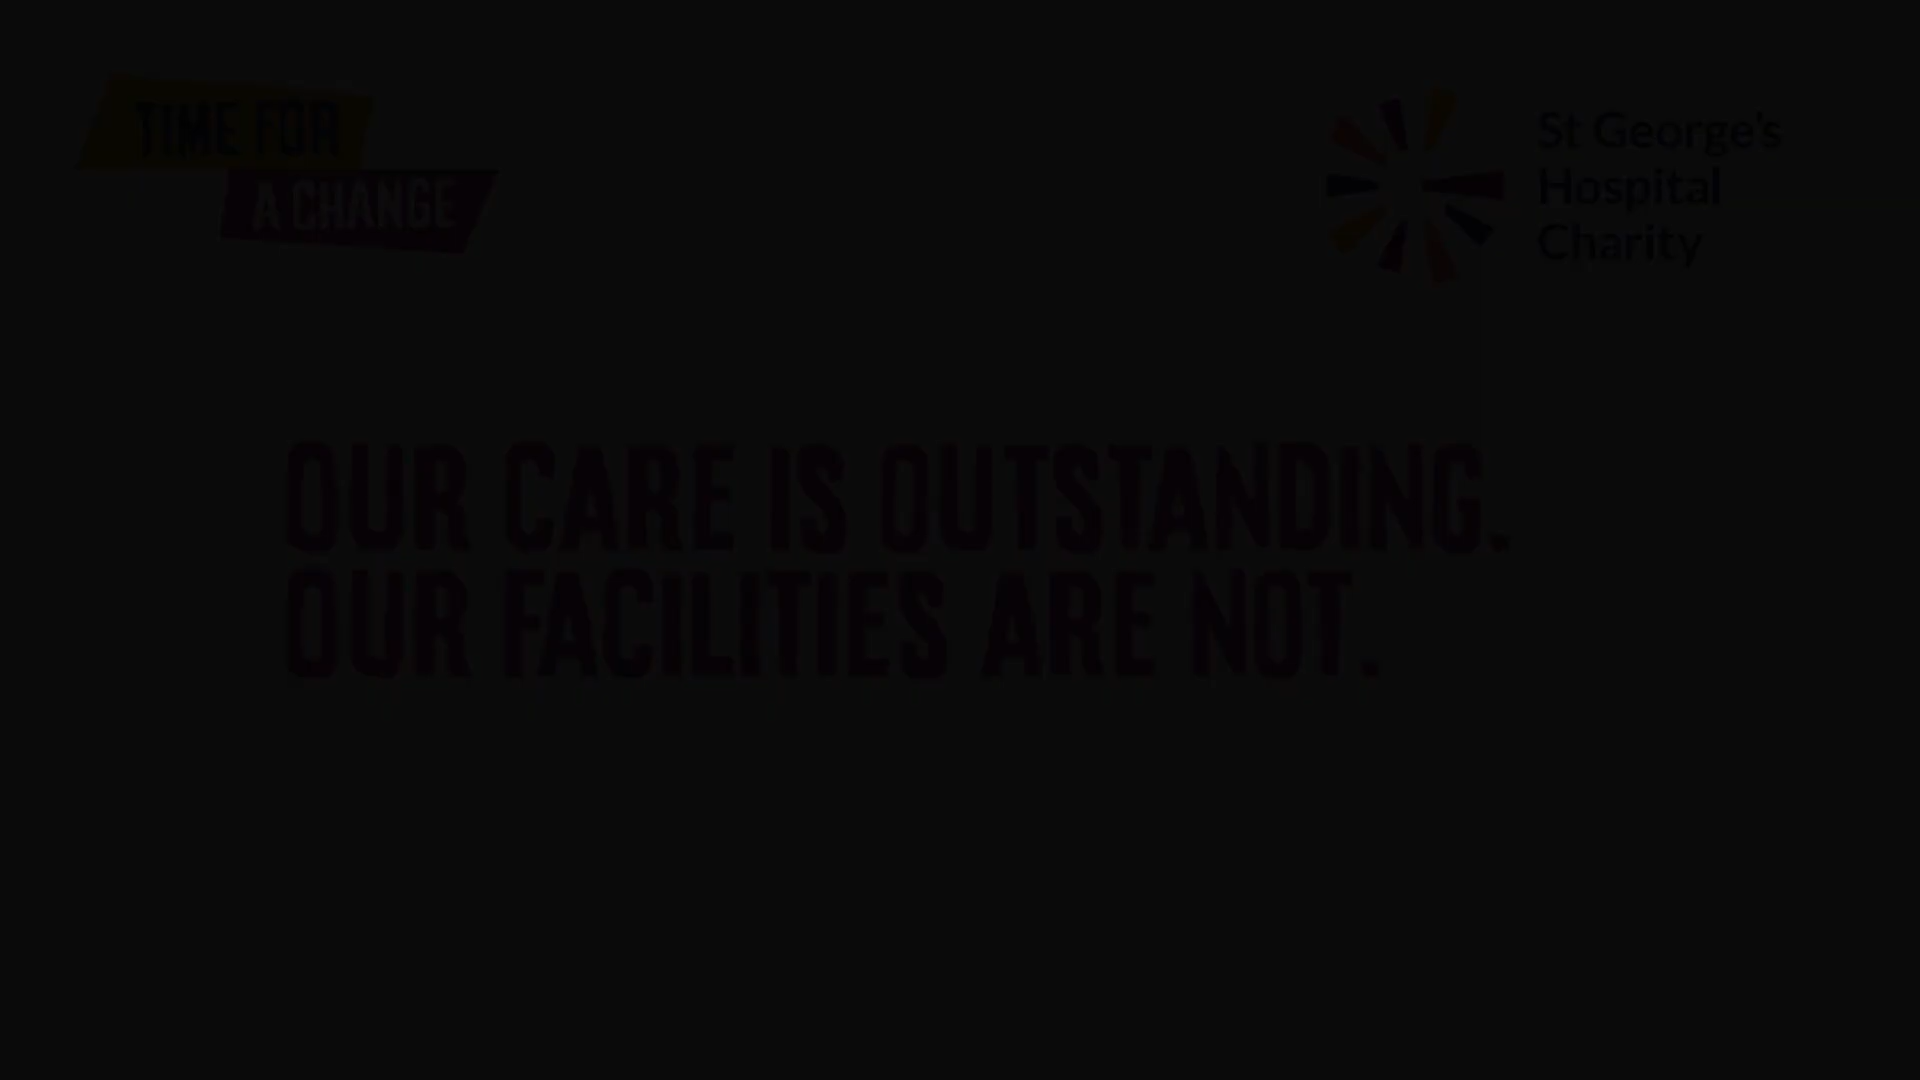 TIME FOR
A CHANGE
St George's
Hospital
Charity
OUR CARE IS OUTSTANDING.
OUR FACILITIES ARE NOT.